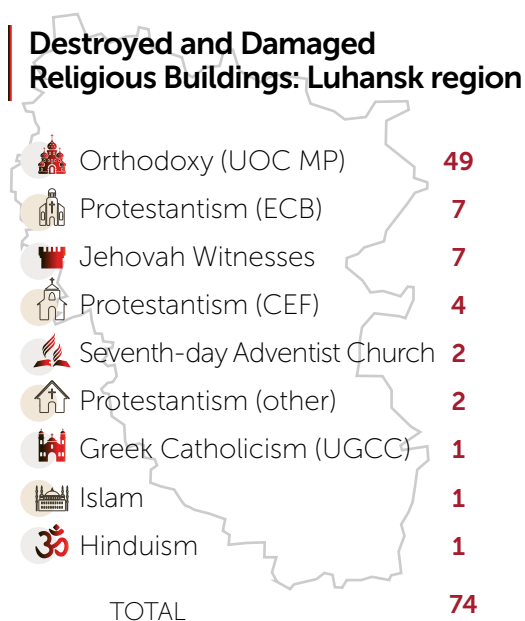 Destroyed and Damaged
Religious Buildings: Luhansk region
Orthodoxy (UOC MP) 49
Protestantism (ECB) 7
Jehovah Witnesses 7
Protestantism (CEF) 4
Seventh-day Adventist Church 2
Protestantism (other) 2
Greek Catholicism (UGCC) 1
Islam 1
ॐ Hinduism 1
TOTAL 74